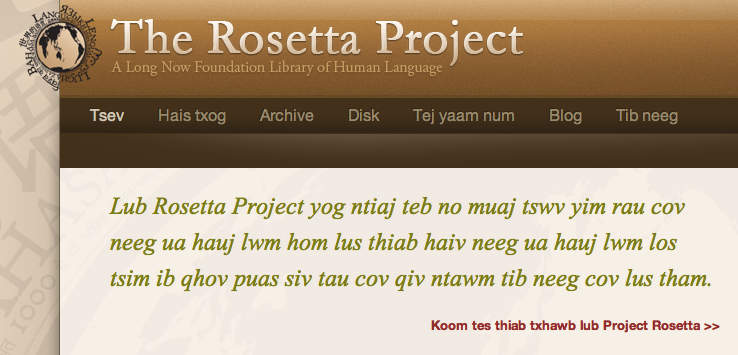 The Rosetta Project
A Long Now Foundation Library of Human Language
Tsev Hais txog Archive Disk Tej yaam num Blog Tib neeg
Lub Rosetta Project yog ntiaj teb no muaj tswv yim rau cov
neeg ua hauj lwm hom lus thiab haiv neeg ua hauj lwm los
tsim ib qhov puas siv tau cov qiv ntawm tib neeg cov lus tham.
Koom tes thiab txhawb lub Project Rosetta >>